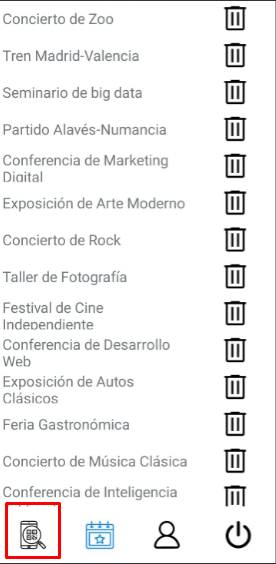 Concierto de Zoo
Tren Madrid-Valencia
Seminario de big data
Partido Alavés-Numancia
Conferencia de Marketing
Digital
Exposición de Arte Moderno
Concierto de Rock
Taller de Fotografía
Festival de Cine
Independiente
Conferencia de Desarrollo
Web
Exposición de Autos
Clásicos
Feria Gastronómica
Concierto de Música Clásica
Conferencia de Inteligencia